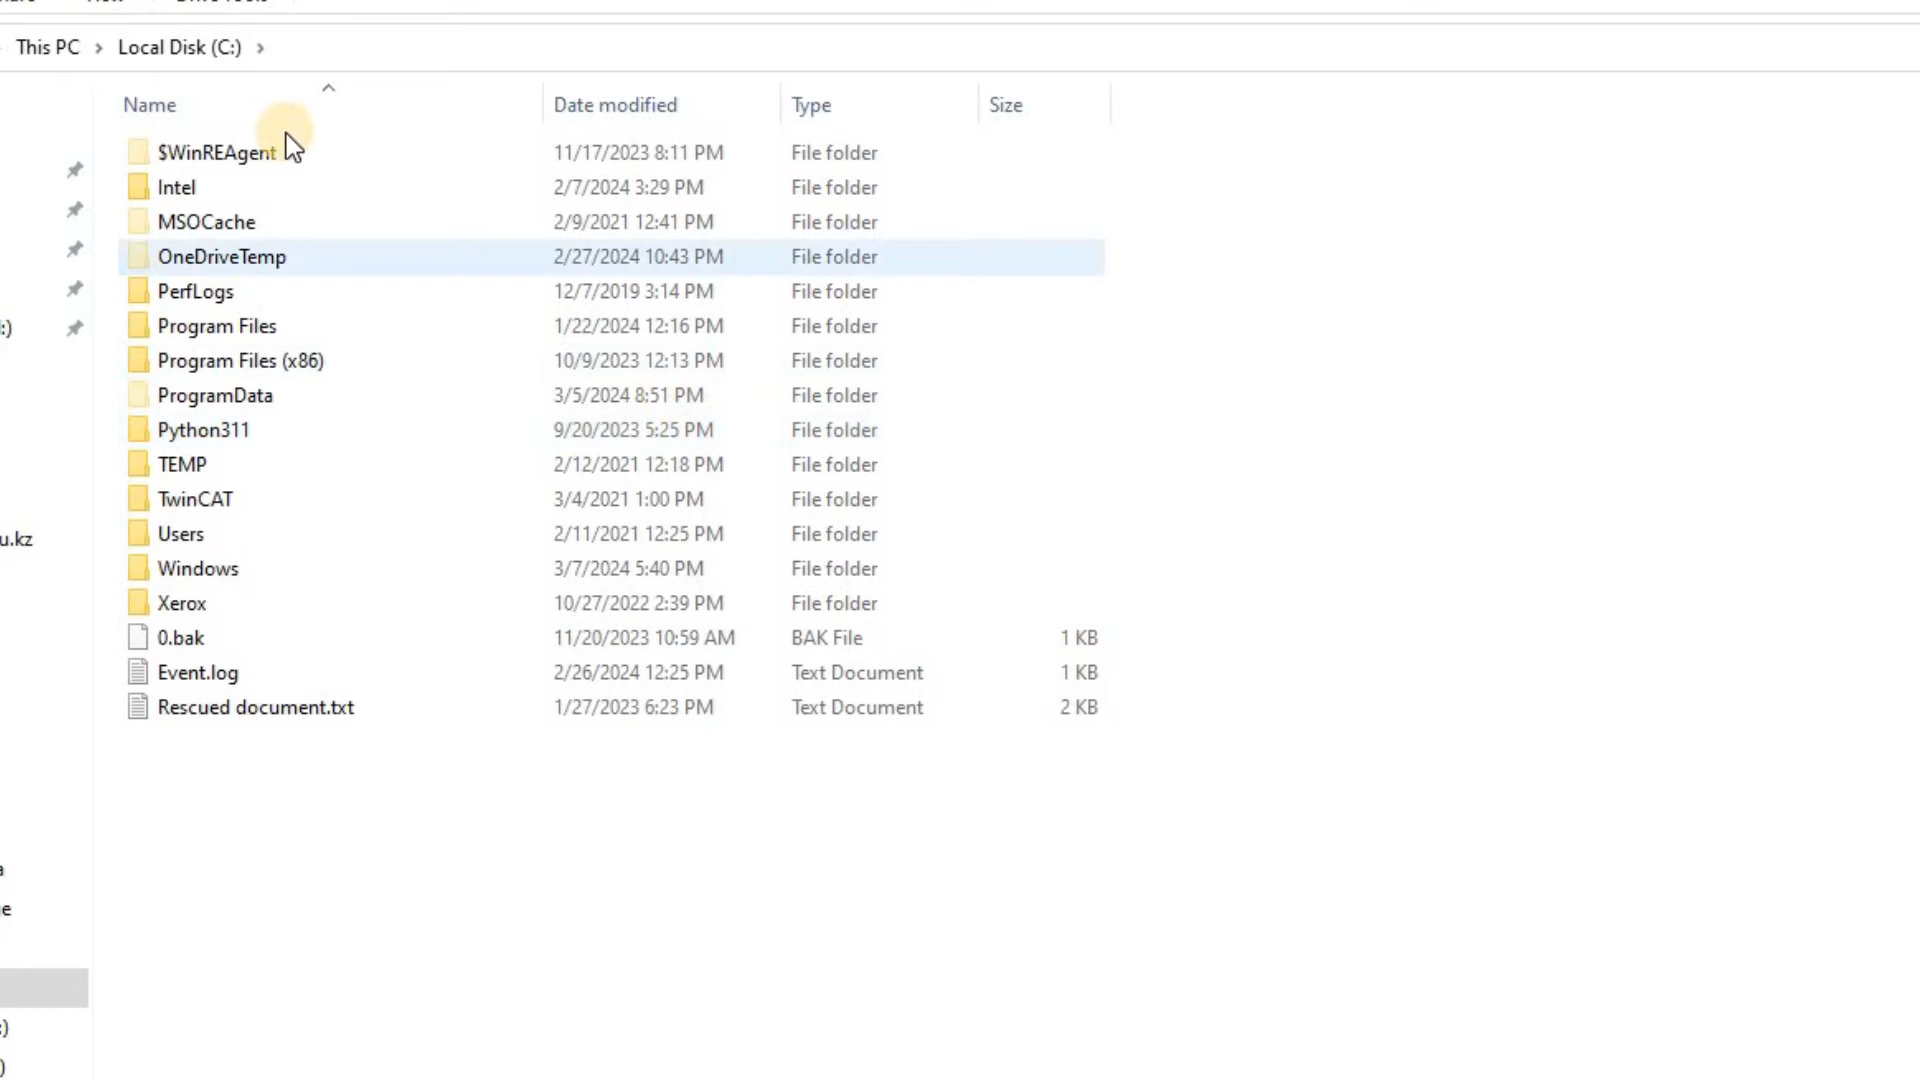 This PC > Local Disk (C:) >
Name Date modified Type Size
$WinREAgent 11/17/2023 8:11 PM File folder
Intel 2/7/2024 3:29 PM File folder
MSOCache 2/9/2021 12:41 PM File folder
OneDriveTemp 2/27/2024 10:43 PM File folder
PerfLogs 12/7/2019 3:14 PM File folder
:) Program Files 1/22/2024 12:16 PM File folder
Program Files (x86) 10/9/2023 12:13 PM File folder
ProgramData 3/5/2024 8:51 PM File folder
Python311 9/20/2023 5:25 PM File folder
TEMP 2/12/2021 12:18 PM File folder
TwinCAT 3/4/2021 1:00 PM File folder
u.kz Users 2/11/2021 12:25 PM File folder
Windows 3/7/2024 5:40 PM File folder
Xerox 10/27/2022 2:39 PM File folder
0.bak 11/20/2023 10:59 AM BAK File 1 KB
Event.log 2/26/2024 12:25 PM Text Document 1 KB
Rescued document.txt 1/27/2023 6:23 PM Text Document 2 KB